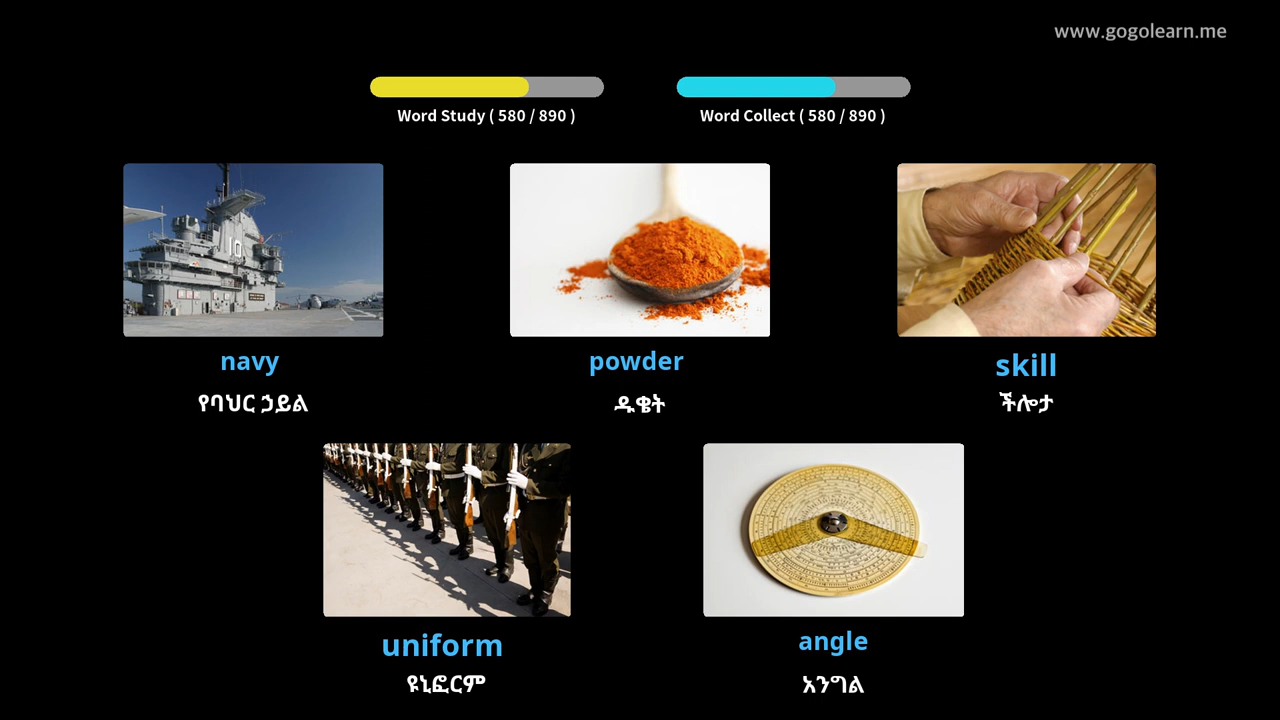 www.gogolearn.me
Word Study ( 580 / 890 )
Word Collect ( 580 / 890 )
10
navy
powder
skill
የባህር ኃይል
ዱቄት
ችሎታ
uniform
angle
ዩኒፎርም
አንግል